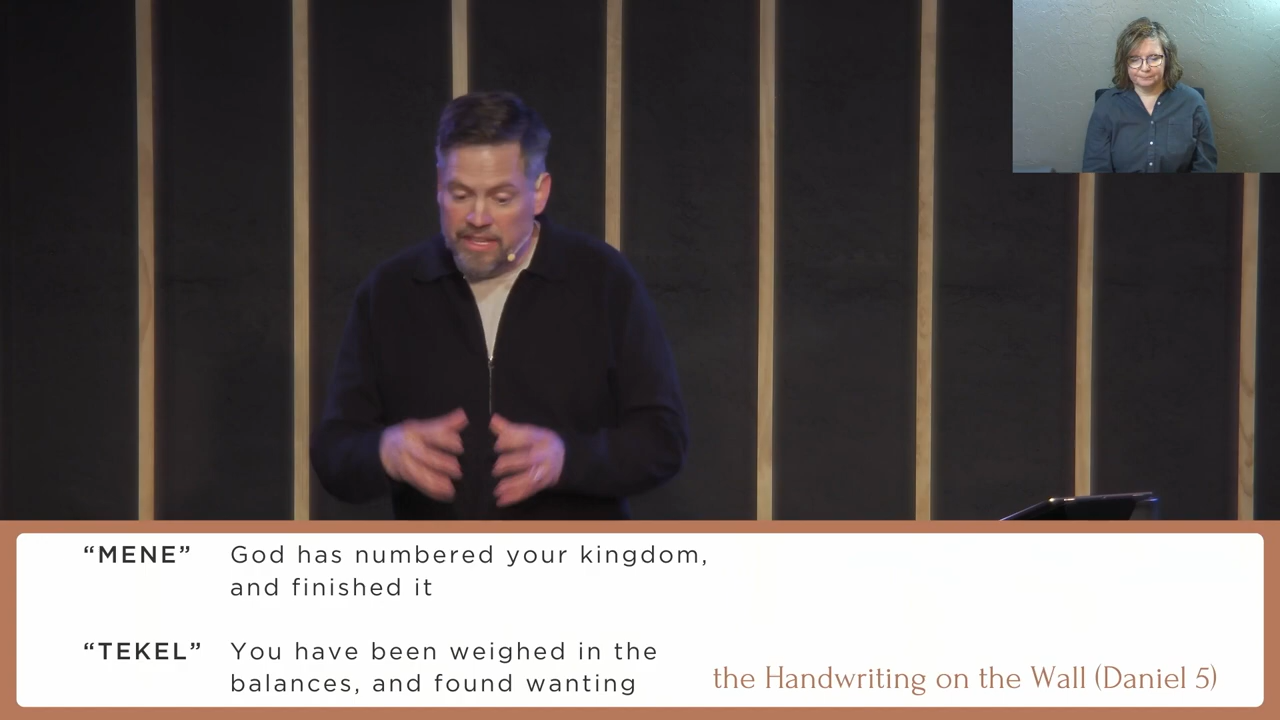 “MENE” God has numbered your kingdom,
and finished it
“TEKEL” You have been weighed in the
balances, and found wanting
the Handwriting on the Wall (Daniel 5)